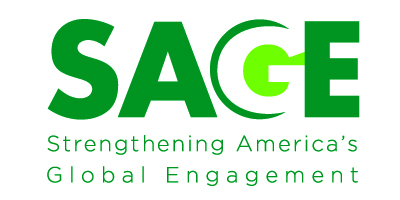 SAGE
Strengthening America's
Global Engagement